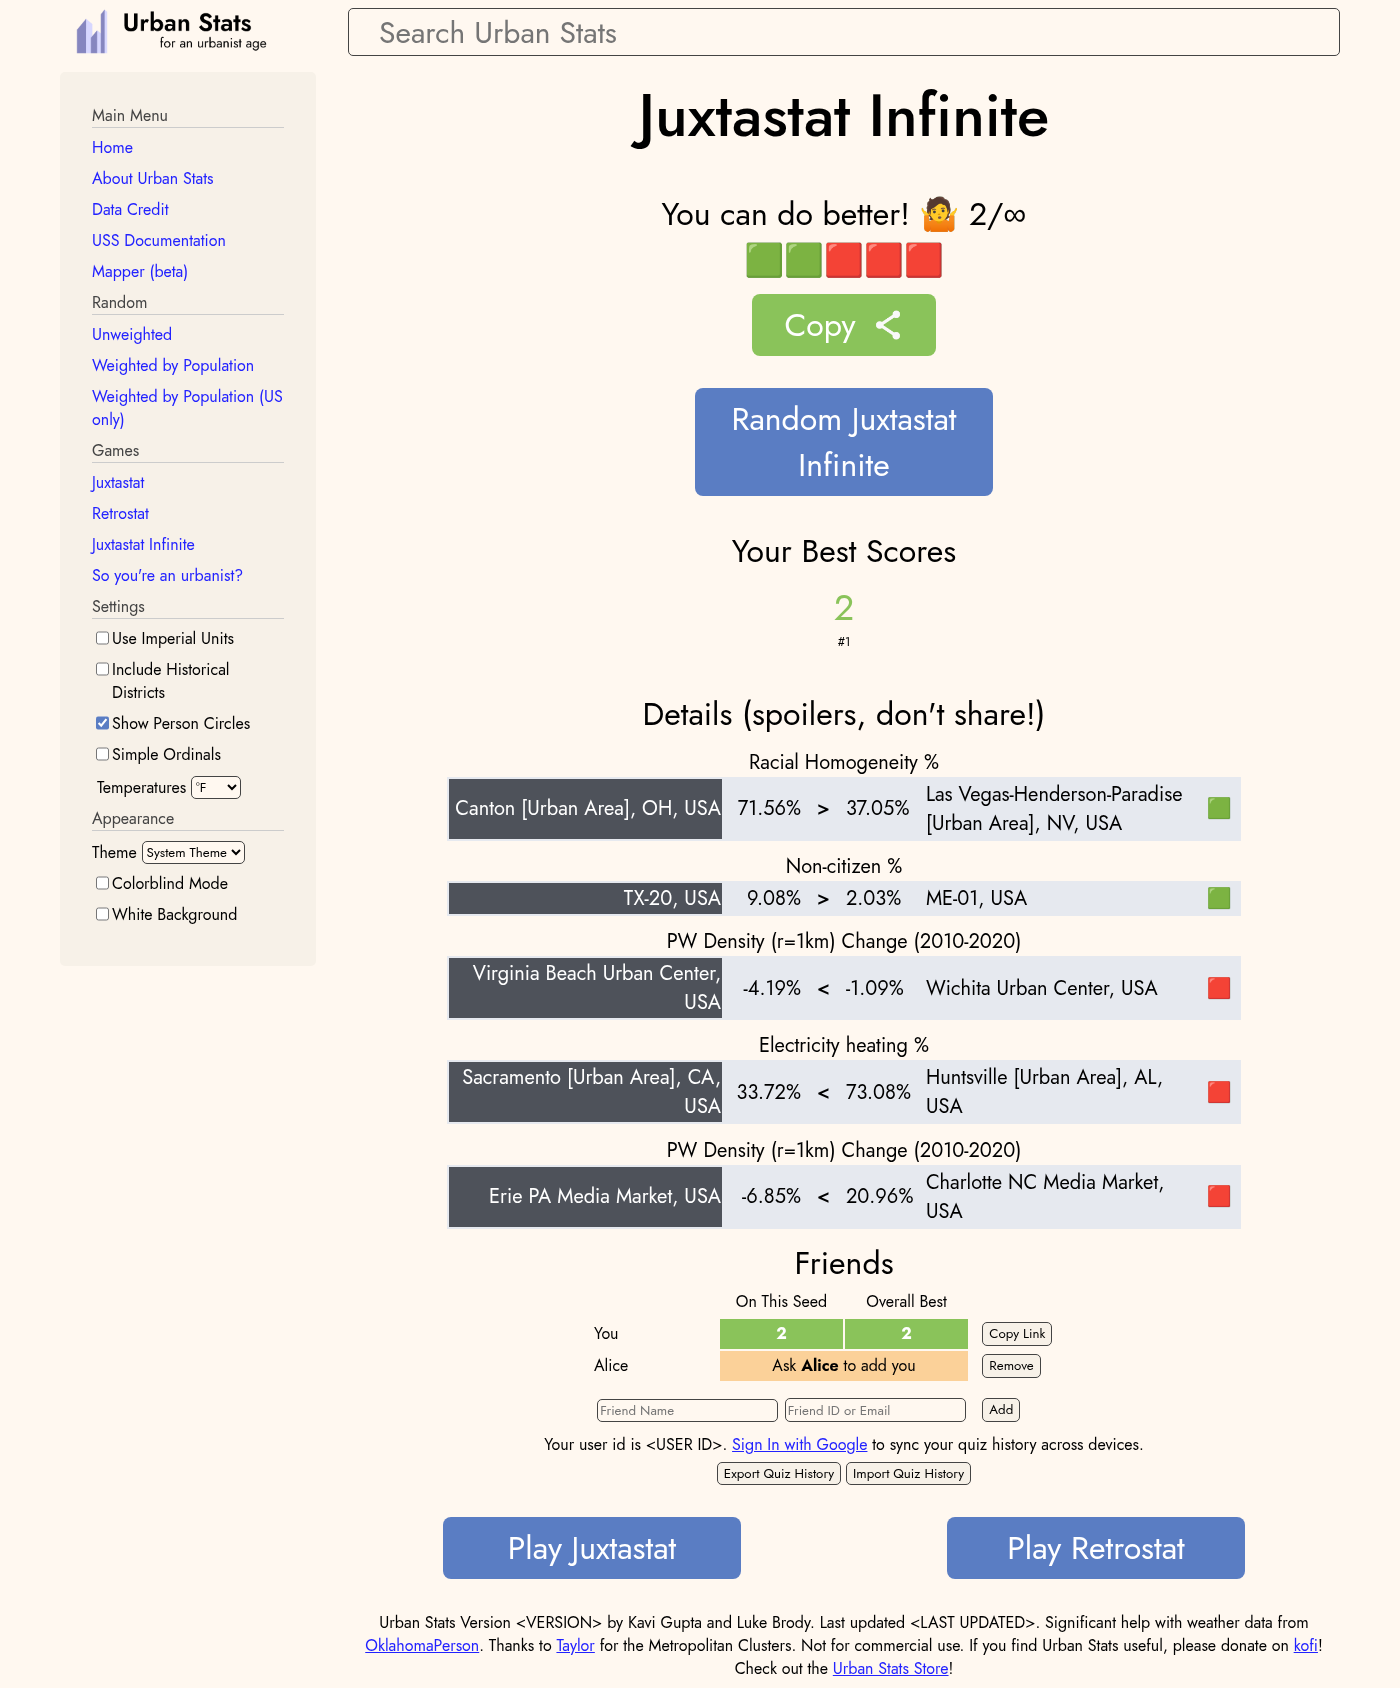 Urban Stats
for an urbanist age
Search Urban Stats
Main Menu
Home
About Urban Stats
Data Credit
USS Documentation
Mapper (beta)
Random
Unweighted
Weighted by Population
Weighted by Population (US
only)
Games
Juxtastat
Retrostat
Juxtastat Infinite
So you're an urbanist?
Settings
Use Imperial Units
Include Historical
Districts
Show Person Circles
Simple Ordinals
Temperatures °F
Appearance
Theme System Theme
Colorblind Mode
White Background
Juxtastat Infinite
You can do better! 🤷 2/∞
🟩🟩🟥🟥🟥
Copy
Random Juxtastat
Infinite
Your Best Scores
2
#1
Details (spoilers, don't share!)
Racial Homogeneity %
Canton [Urban Area], OH, USA 71.56% > 37.05% Las Vegas-Henderson-Paradise
[Urban Area], NV, USA 🟩
Non-citizen %
TX-20, USA 9.08% > 2.03% ME-01, USA 🟩
PW Density (r=1km) Change (2010-2020)
Virginia Beach Urban Center,
USA -4.19% < -1.09% Wichita Urban Center, USA 🟥
Electricity heating %
Sacramento [Urban Area], CA,
USA 33.72% < 73.08% Huntsville [Urban Area], AL,
USA 🟥
PW Density (r=1km) Change (2010-2020)
Erie PA Media Market, USA -6.85% < 20.96% Charlotte NC Media Market,
USA 🟥
Friends
On This Seed Overall Best
You 2 2 Copy Link
Alice Ask Alice to add you Remove
Friend Name Friend ID or Email Add
Your user id is <USER ID>. Sign In with Google to sync your quiz history across devices.
Export Quiz History Import Quiz History
Play Juxtastat Play Retrostat
Urban Stats Version <VERSION> by Kavi Gupta and Luke Brody. Last updated <LAST UPDATED>. Significant help with weather data from
OklahomaPerson. Thanks to Taylor for the Metropolitan Clusters. Not for commercial use. If you find Urban Stats useful, please donate on kofi!
Check out the Urban Stats Store!